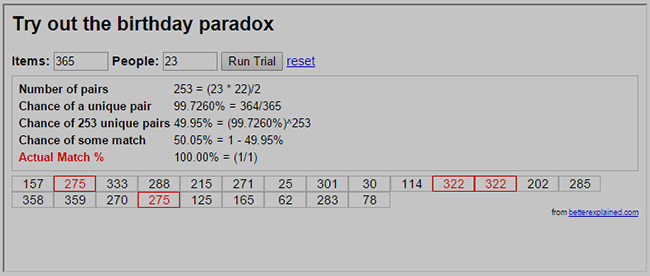 Try out the birthday paradox
Items: 365 People: 23 Run Trial reset
Number of pairs 253 = (23 * 22)/2
Chance of a unique pair 99.7260% = 364/365
Chance of 253 unique pairs 49.95% = (99.7260%)^253
Chance of some match 50.05% = 1 - 49.95%
Actual Match % 100.00% = (1/1)
157 275 333 288 215 271 25 301 30 114 322 322 202 285
358 359 270 275 125 165 62 283 78
from betterexplained.com